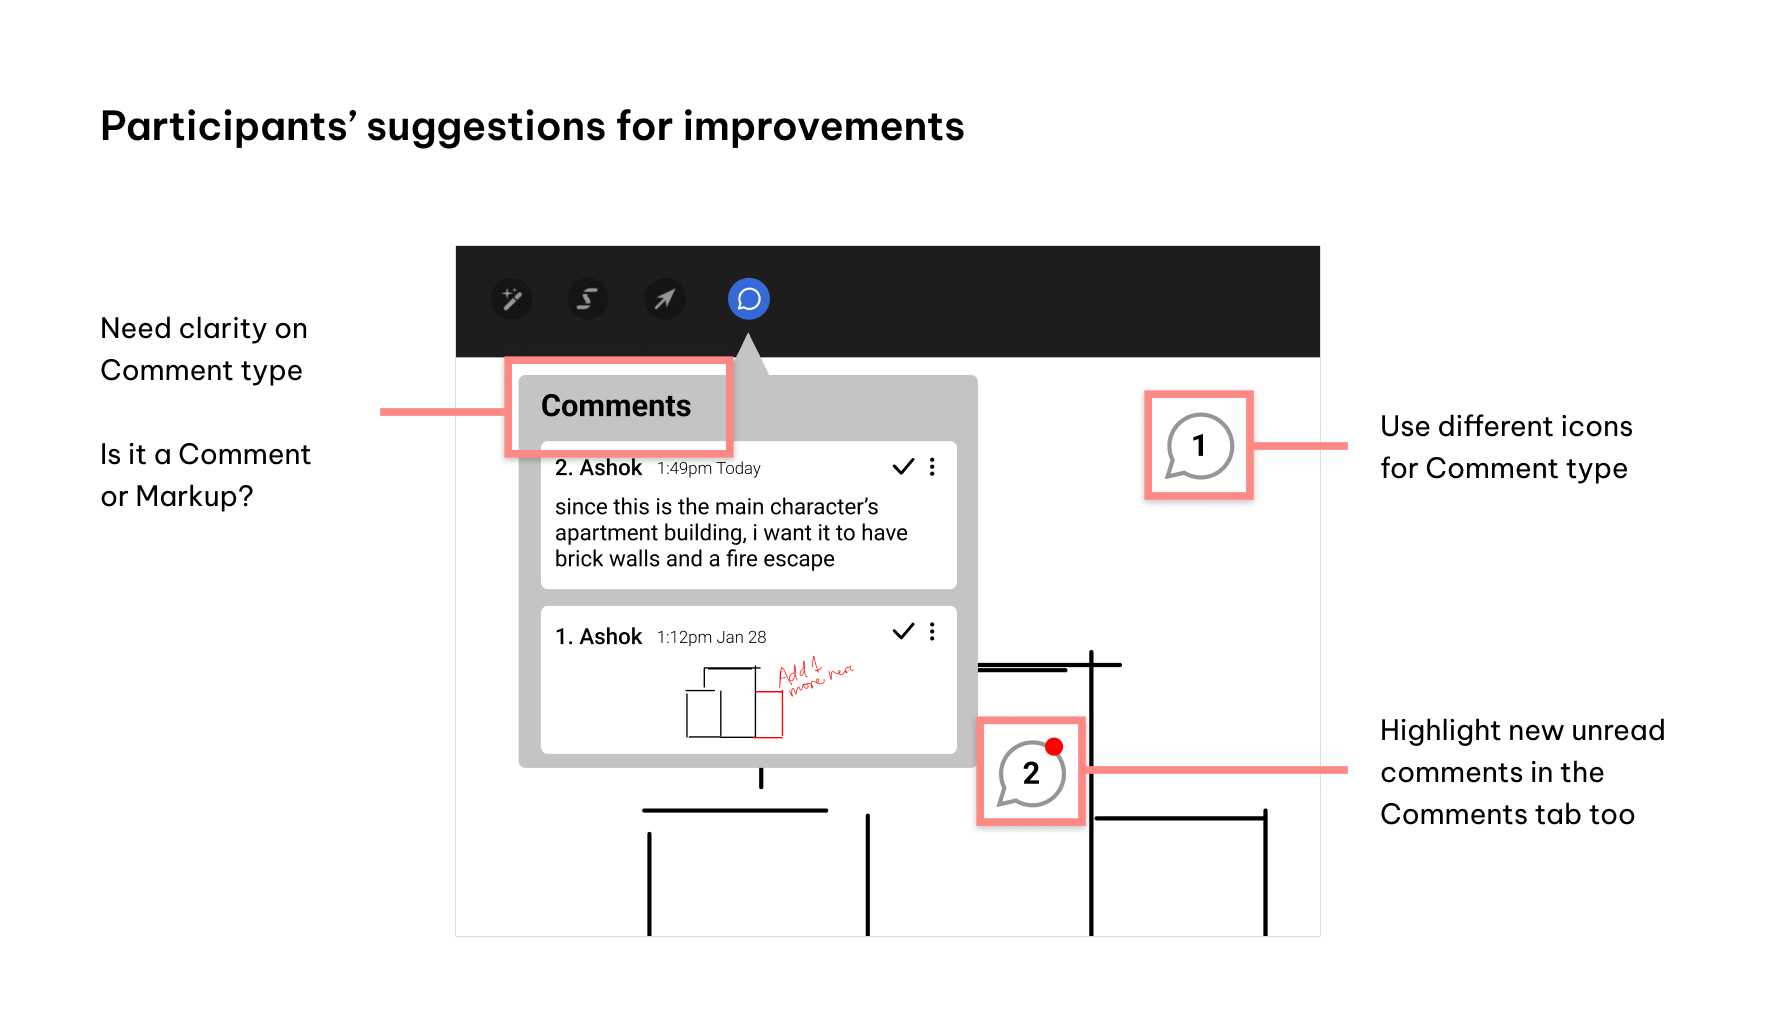 Participants’ suggestions for improvements
Need clarity on
Comment type
Is it a Comment
or Markup?
Comments
2. Ashok 1:49pm Today
since this is the main character’s
apartment building, i want it to have
brick walls and a fire escape
1. Ashok 1:12pm Jan 28
Add 1
more here
1
Use different icons
for Comment type
2
Highlight new unread
comments in the
Comments tab too